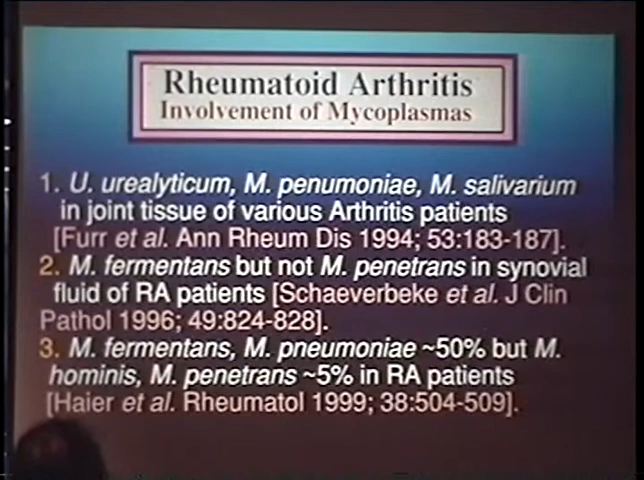 Rheumatoid Arthritis
Involvement of Mycoplasmas
1. U. urealyticum, M. penumoniae, M. salivarium
in joint tissue of various Arthritis patients
[Furr et al. Ann Rheum Dis 1994; 53:183-187].
2. M. fermentans but not M. penetrans in synovial
fluid of RA patients [Schaeverbeke et al. J Clin
Pathol 1996; 49:824-828].
3. M. fermentans, M. pneumoniae ~50% but M.
hominis, M. penetrans ~5% in RA patients
[Haier et al. Rheumatol 1999; 38:504-509].